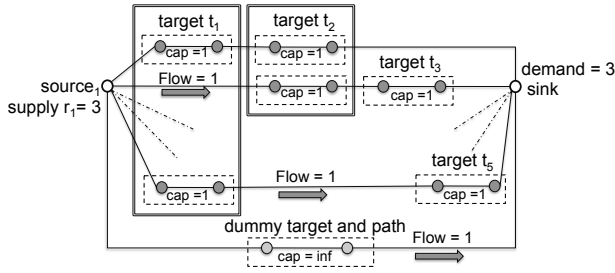 target t1
target t2
cap =1
cap =1
target t3
source1
supply r1= 3
Flow = 1
cap =1
cap =1
demand = 3
sink
target t5
Flow = 1
cap =1
cap =1
dummy target and path
Flow = 1
cap = inf